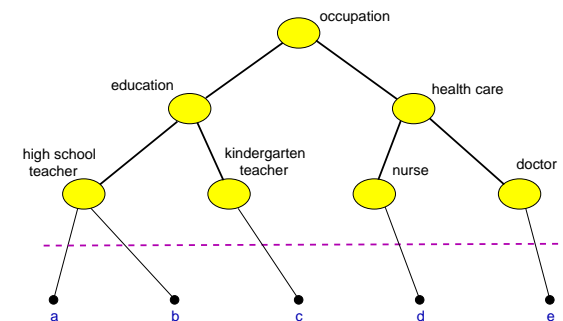 occupation
education
health care
high school
teacher
kindergarten
teacher
nurse
doctor
a
b
c
d
e